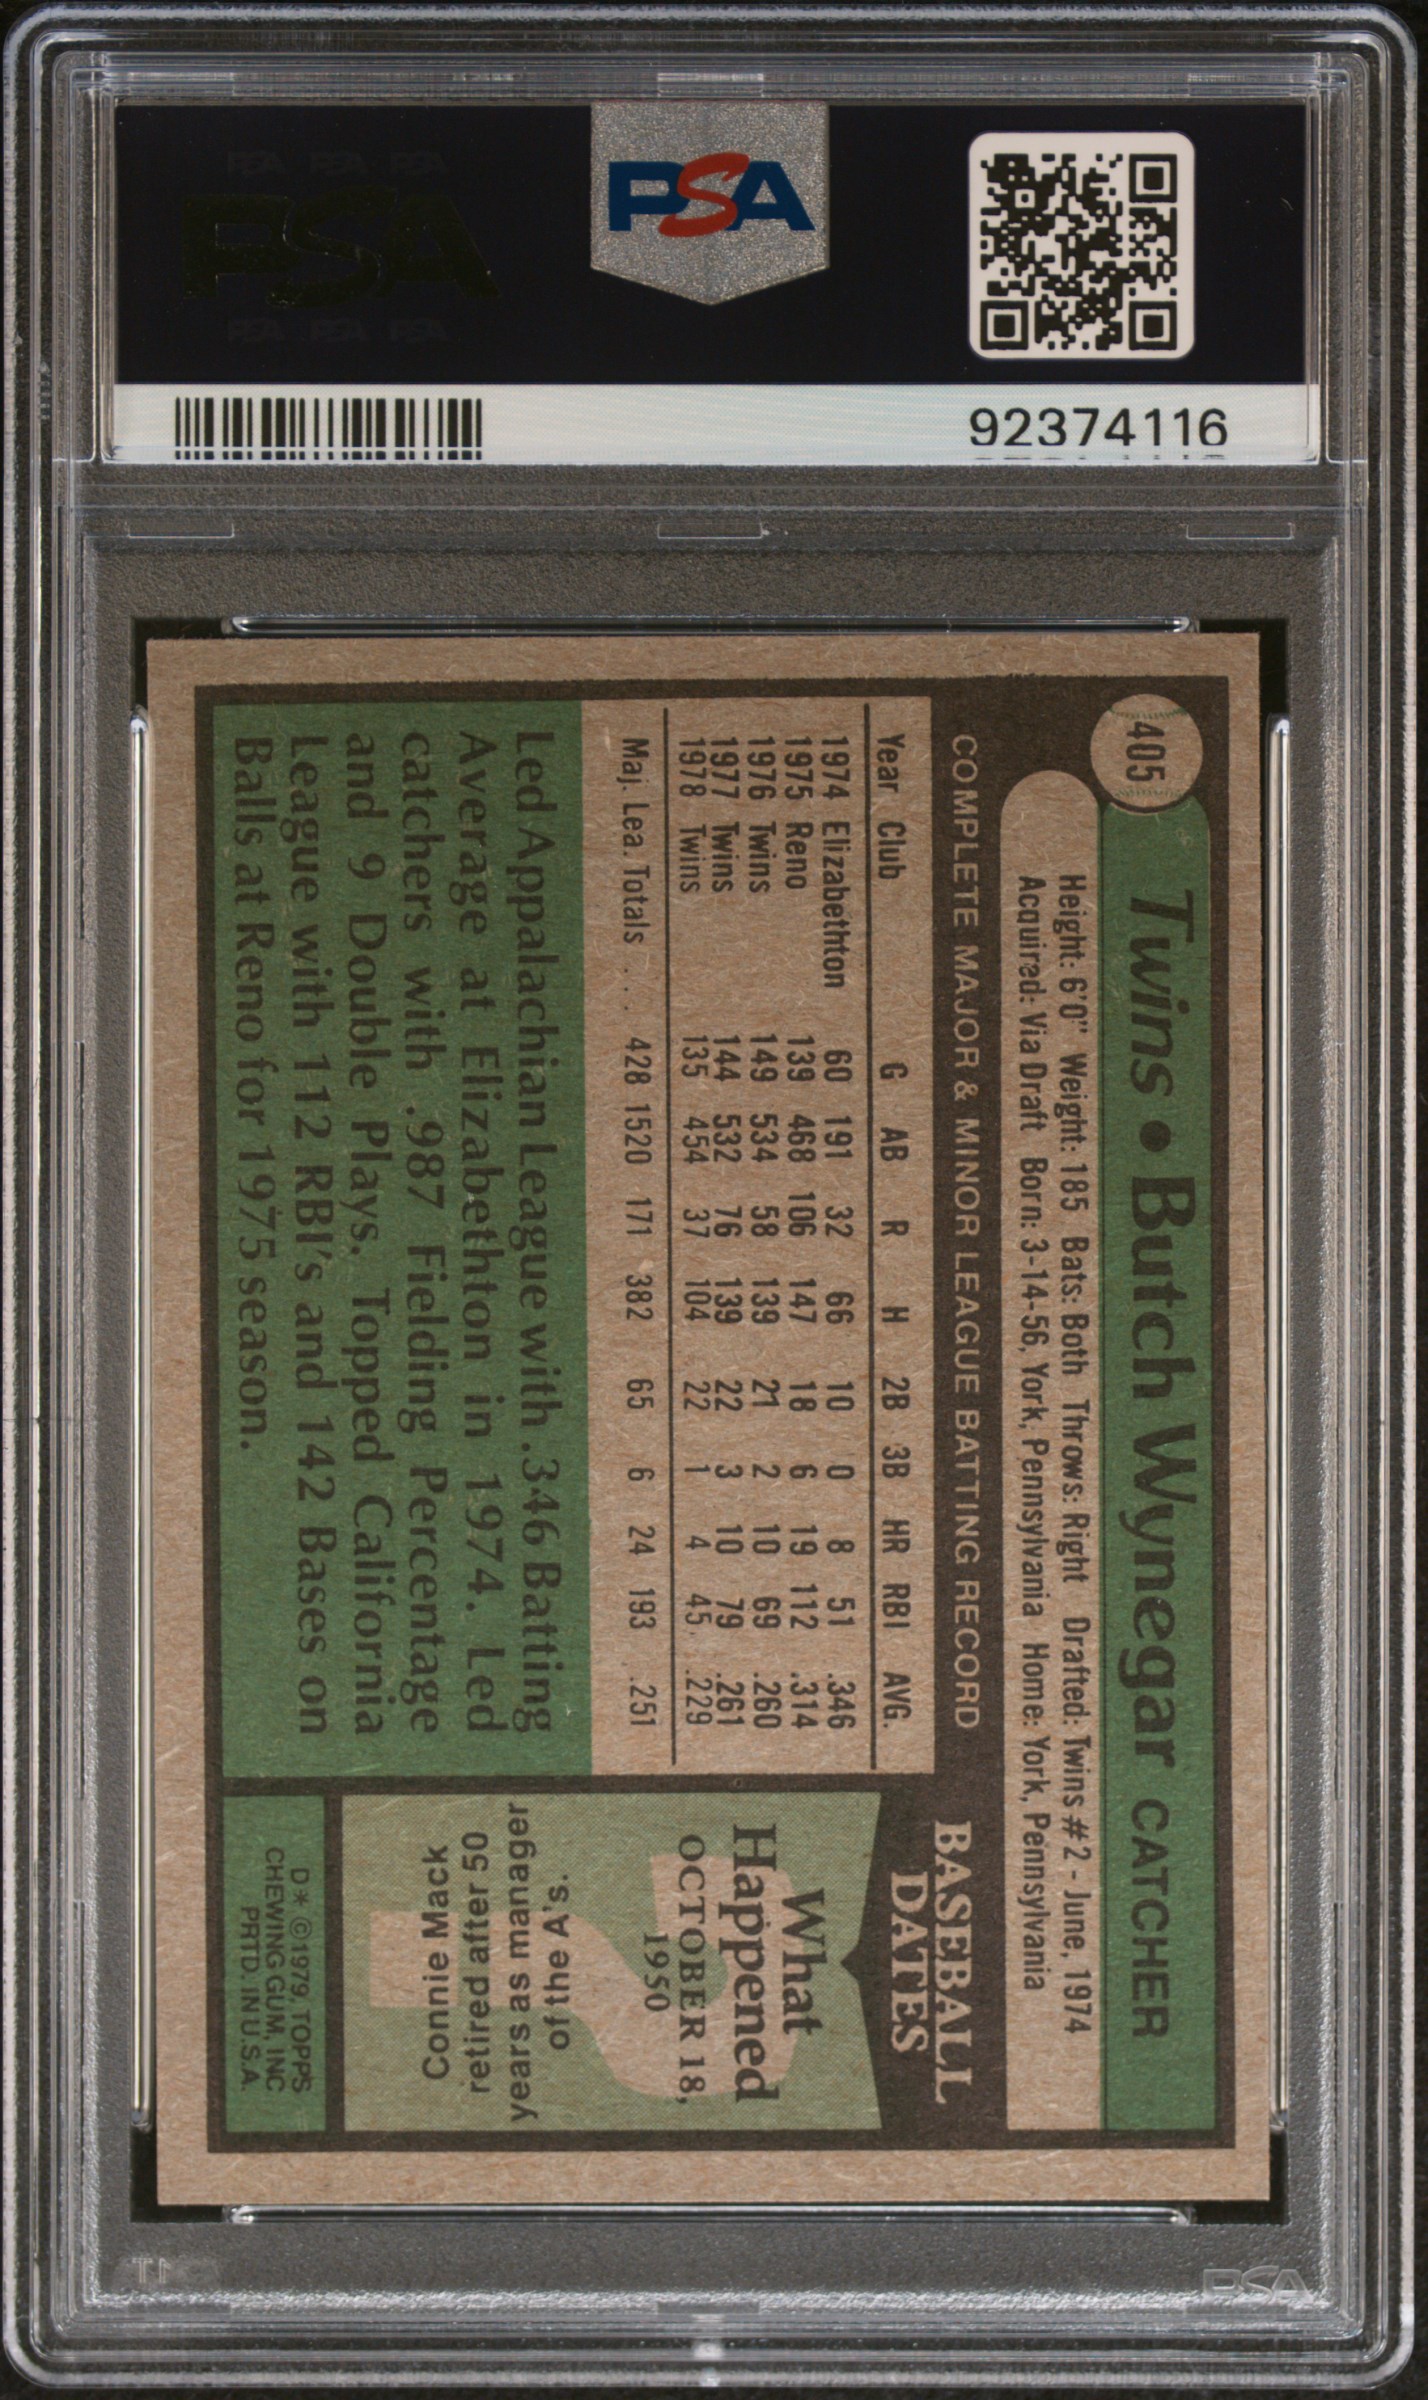 PSA PSA PSA
PSA
PSA PSA PSA
PSA
92374116
405
Twins • Butch Wynegar CATCHER
Height: 6'0" Weight: 185 Bats: Both Throws: Right Drafted: Twins #2 - June, 1974
Acquired: Via Draft Born: 3-14-56, York, Pennsylvania Home: York, Pennsylvania
COMPLETE MAJOR & MINOR LEAGUE BATTING RECORD
Year Club G AB R H 2B 3B HR RBI AVG.
1974 Elizabethton 60 191 32 66 10 0 8 51 .346
1975 Reno 139 468 106 147 18 6 19 112 .314
1976 Twins 149 534 58 139 21 2 10 69 .260
1977 Twins 144 532 76 139 22 3 10 79 .261
1978 Twins 135 454 37 104 22 1 4 45 .229
Maj. Lea. Totals . . 428 1520 171 382 65 6 24 193 .251
Led Appalachian League with .346 Batting
Average at Elizabethton in 1974. Led
catchers with .987 Fielding Percentage
and 9 Double Plays. Topped California
League with 112 RBI's and 142 Bases on
Balls at Reno for 1975 season.
BASEBALL
DATES
What
Happened
OCTOBER 18,
1950
Connie Mack
retired after 50
years as manager
of the A's.
D* ©1979, TOPPS
CHEWING GUM, INC
PRTD. IN U.S.A.
PSA